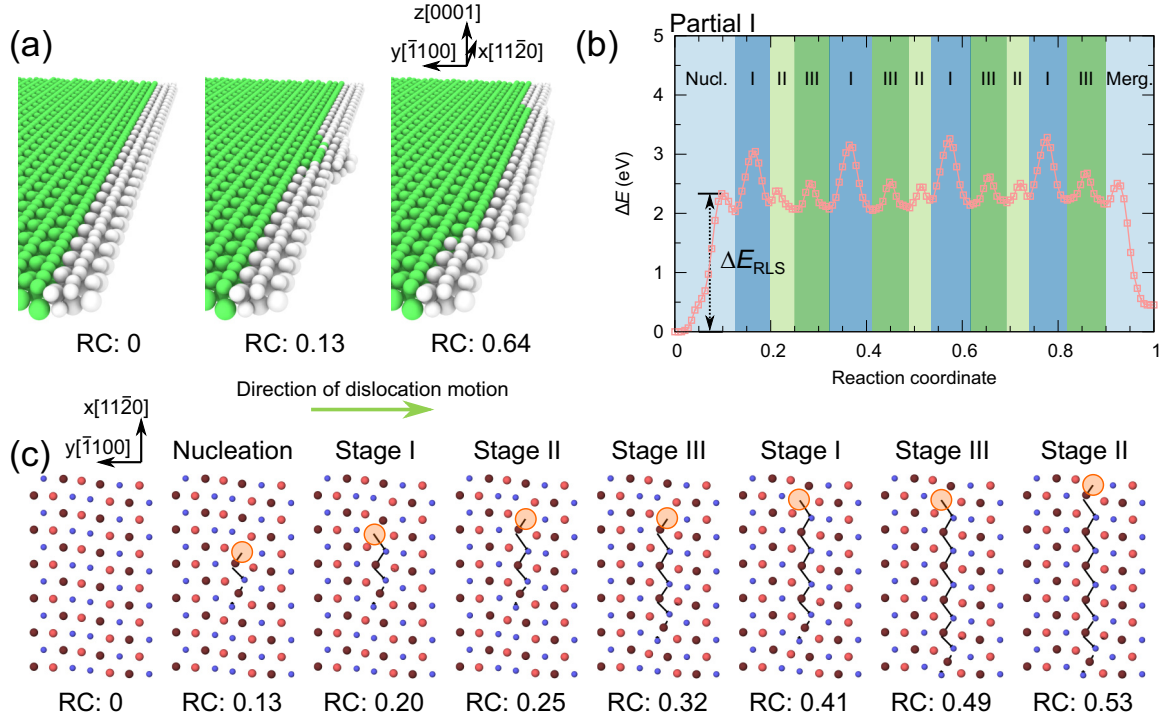 (a)
z[0001]
y[1̅100]
x[112̅0]
RC: 0
RC: 0.13
RC: 0.64
(b)
Partial I
5
4
3
2
1
0
ΔE (eV)
Nucl.
I
II
III
I
III
II
I
III
II
I
III
Merg.
ΔE_RLS
0
0.2
0.4
0.6
0.8
1
Reaction coordinate
Direction of dislocation motion
(c)
x[112̅0]
y[1̅100]
Nucleation
Stage I
Stage II
Stage III
Stage I
Stage III
Stage II
RC: 0
RC: 0.13
RC: 0.20
RC: 0.25
RC: 0.32
RC: 0.41
RC: 0.49
RC: 0.53